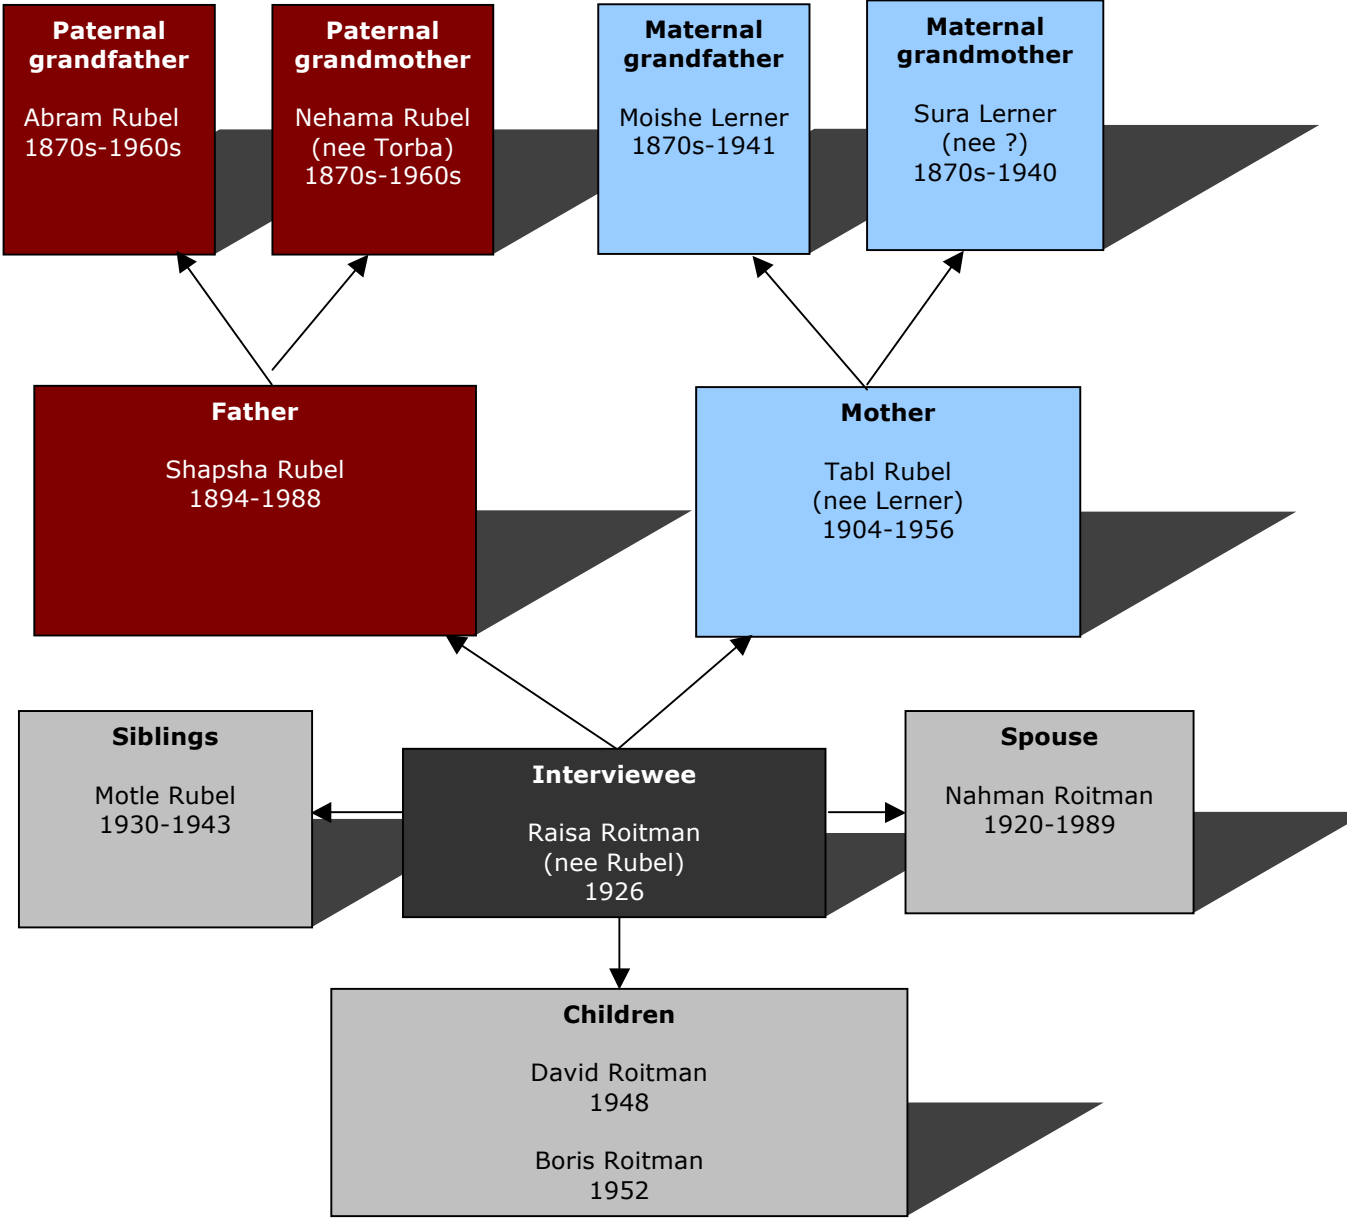 Paternal
grandfather
Abram Rubel
1870s-1960s
Paternal
grandmother
Nehama Rubel
(nee Torba)
1870s-1960s
Maternal
grandfather
Moishe Lerner
1870s-1941
Maternal
grandmother
Sura Lerner
(nee ?)
1870s-1940
Father
Shapsha Rubel
1894-1988
Mother
Tabl Rubel
(nee Lerner)
1904-1956
Siblings
Motle Rubel
1930-1943
Interviewee
Raisa Roitman
(nee Rubel)
1926
Spouse
Nahman Roitman
1920-1989
Children
David Roitman
1948
Boris Roitman
1952